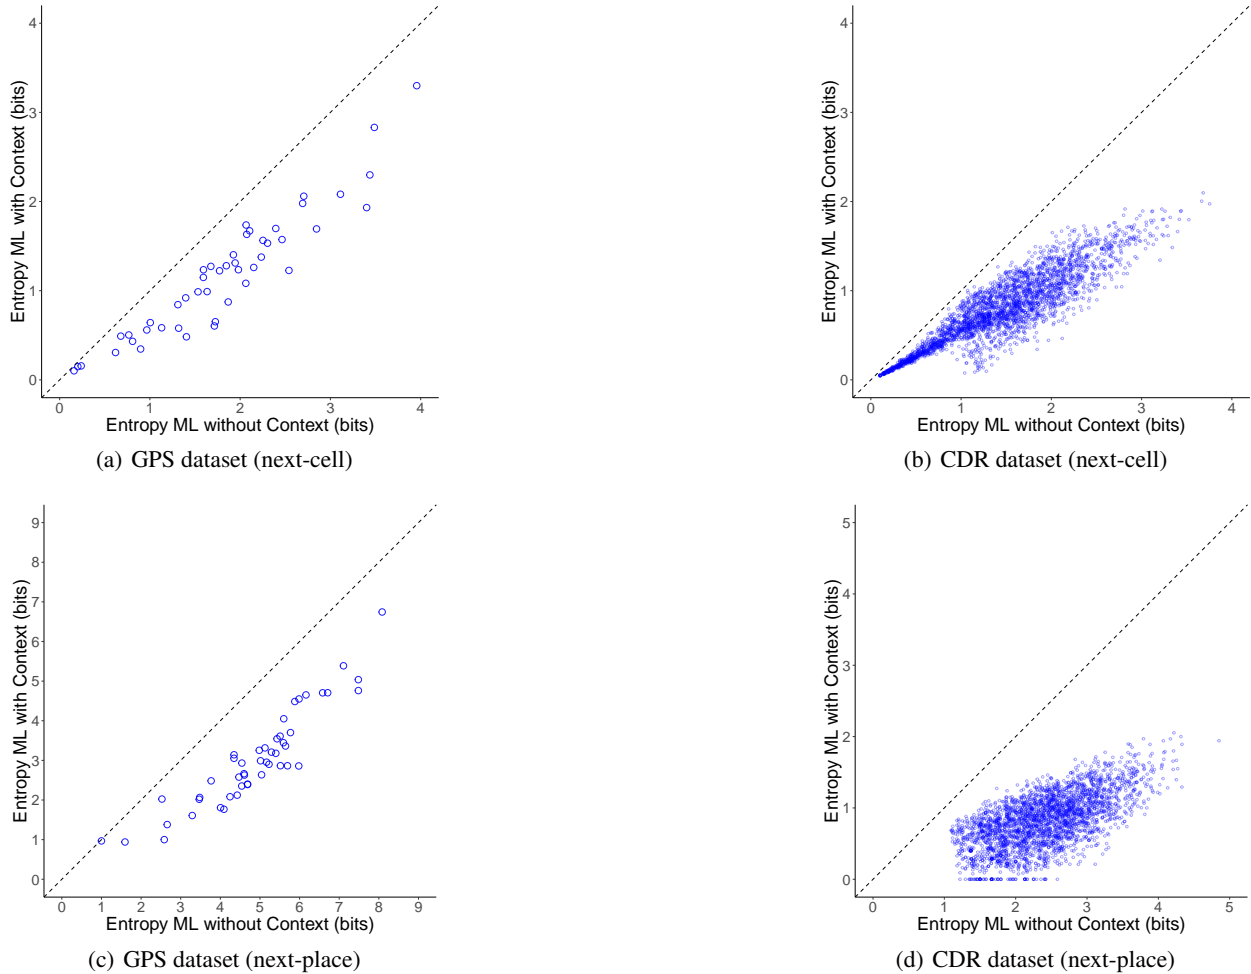 4
3
2
1
0
Entropy ML with Context (bits)
0 1 2 3 4
Entropy ML without Context (bits)
(a) GPS dataset (next-cell)
4
3
2
1
0
Entropy ML with Context (bits)
0 1 2 3 4
Entropy ML without Context (bits)
(b) CDR dataset (next-cell)
9
8
7
6
5
4
3
2
1
0
Entropy ML with Context (bits)
0 1 2 3 4 5 6 7 8 9
Entropy ML without Context (bits)
(c) GPS dataset (next-place)
5
4
3
2
1
0
Entropy ML with Context (bits)
0 1 2 3 4 5
Entropy ML without Context (bits)
(d) CDR dataset (next-place)